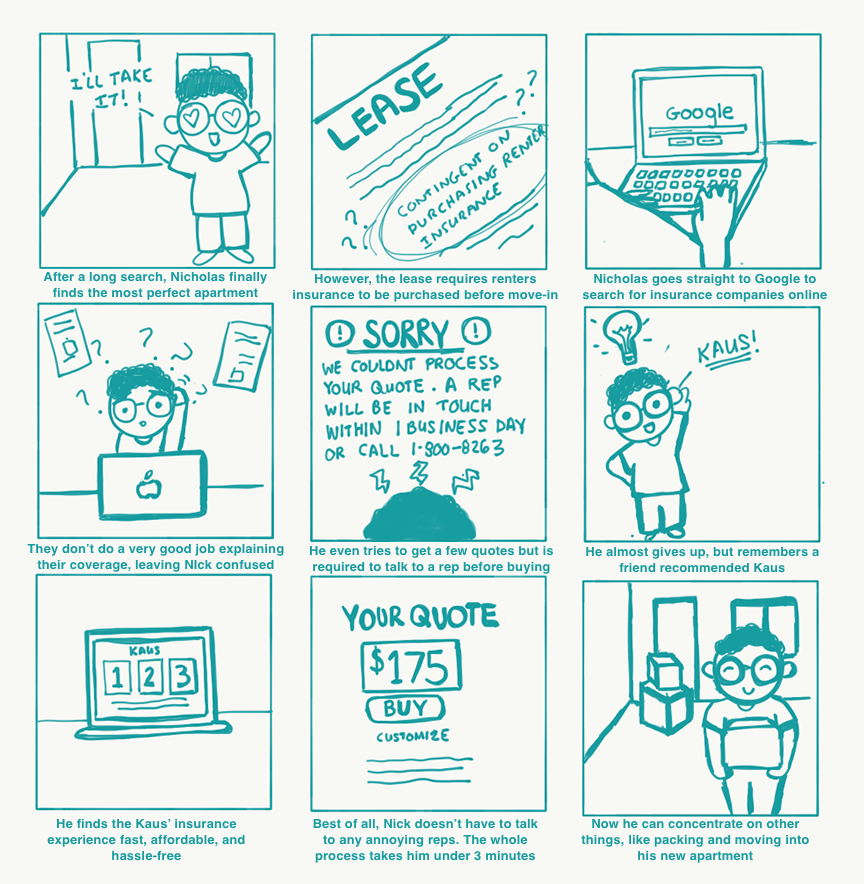 I'LL TAKE
IT!
After a long search, Nicholas finally
finds the most perfect apartment
LEASE
??
CONTINGENT ON
PURCHASING RENTER
INSURANCE
?
?
However, the lease requires renters
insurance to be purchased before move-in
Google
Nicholas goes straight to Google to
search for insurance companies online
? ? ? ? ?
They don't do a very good job explaining
their coverage, leaving NIck confused
! SORRY !
WE COULDNT PROCESS
YOUR QUOTE. A REP
WILL BE IN TOUCH
WITHIN 1 BUSINESS DAY
OR CALL 1-800-8263
He even tries to get a few quotes but is
required to talk to a rep before buying
KAUS!
He almost gives up, but remembers a
friend recommended Kaus
KAUS
1 2 3
He finds the Kaus' insurance
experience fast, affordable, and
hassle-free
YOUR QUOTE
$175
BUY
CUSTOMIZE
Best of all, Nick doesn't have to talk
to any annoying reps. The whole
process takes him under 3 minutes
Now he can concentrate on other
things, like packing and moving into
his new apartment